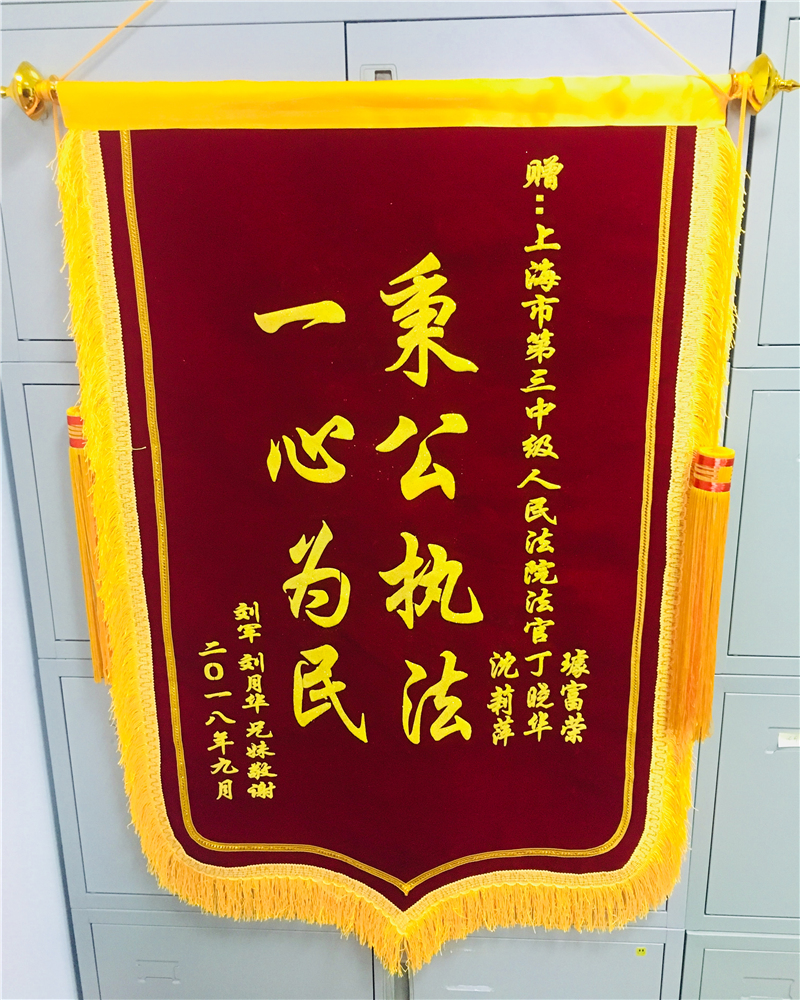 赠：上海市第三中级人民法院法官
璩富荣
丁晓华
沈莉萍
秉公执法
一心为民
刘军 刘月华兄妹敬谢
二〇一八年九月